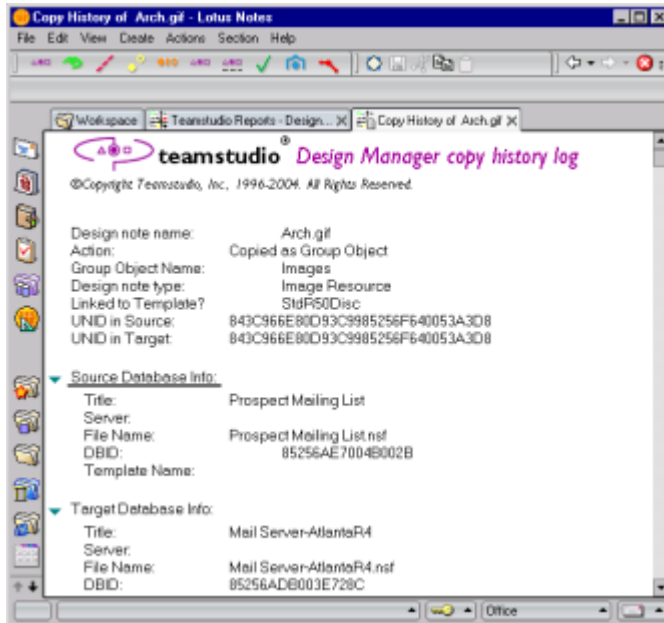 Copy History of Arch.gif - Lotus Notes
File Edit View Create Actions Section Help
Workspace Teamstudio Reports - Design... Copy History of Arch.gif
teamstudio® Design Manager copy history log
©Copyright Teamstudio, Inc., 1996-2004. All Rights Reserved.
Design note name: Arch.gif
Action: Copied as Group Object
Group Object Name: Images
Design note type: Image Resource
Linked to Template? StdR50Disc
UNID in Source: 843C966E80D93C9985256F640053A3D8
UNID in Target: 843C966E80D93C9985256F640053A3D8
Source Database Info:
Title: Prospect Mailing List
Server:
File Name: Prospect Mailing List.nsf
DBID: 85256AE7004B002B
Template Name:
Target Database Info:
Title: Mail Server-AtlantaR4
Server:
File Name: Mail Server-AtlantaR4.nsf
DBID: 85256ADB003E728C
Office